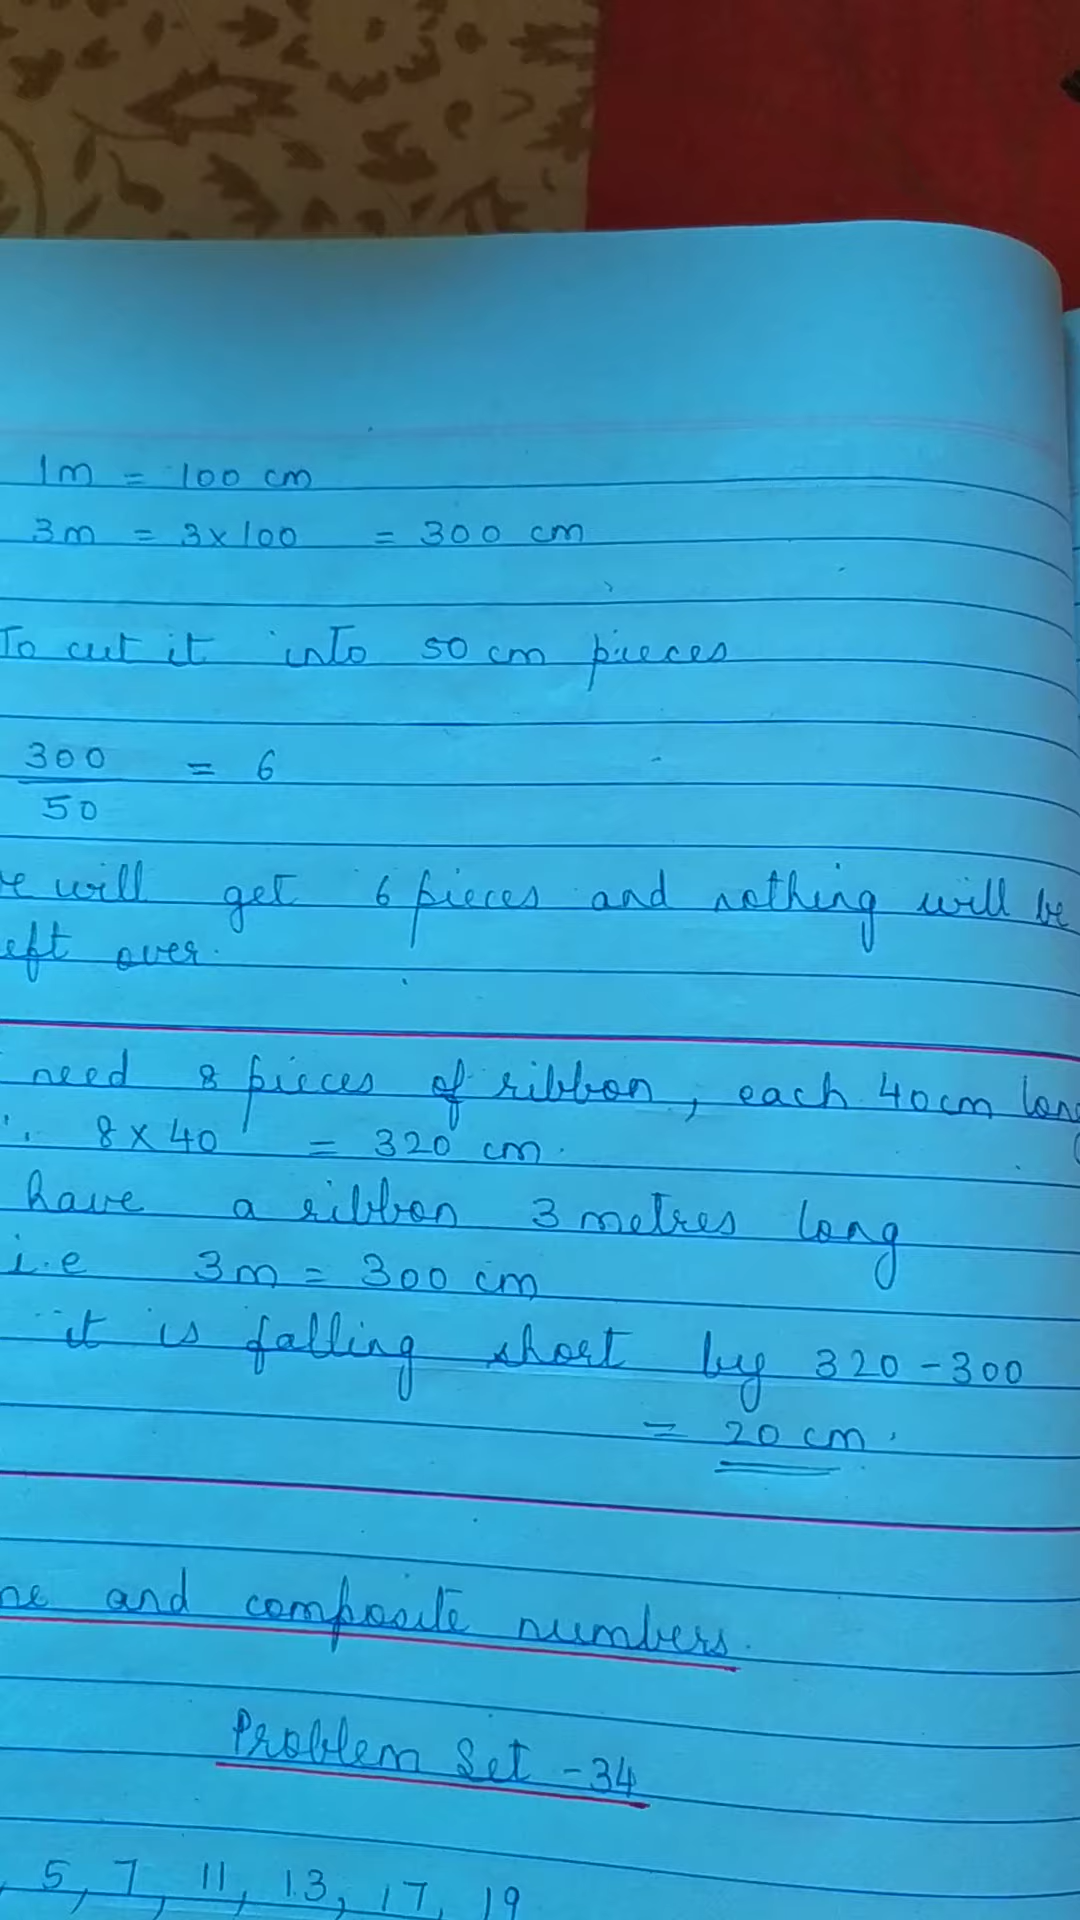 1m = 100 cm
3m = 3 x 100 = 300 cm
To cut it into 50 cm pieces
300
= 6
50
will get 6 pieces and nothing will be
over.
need 8 pieces of ribbon, each 40cm
8 x 40 = 320 cm.
have a ribbon 3 metres long
i.e 3m = 300 cm
it is falling short by 320 - 300
= 20 cm.
and composite numbers.
Problem Set - 34
, 5, 7, 11, 13, 17, 19